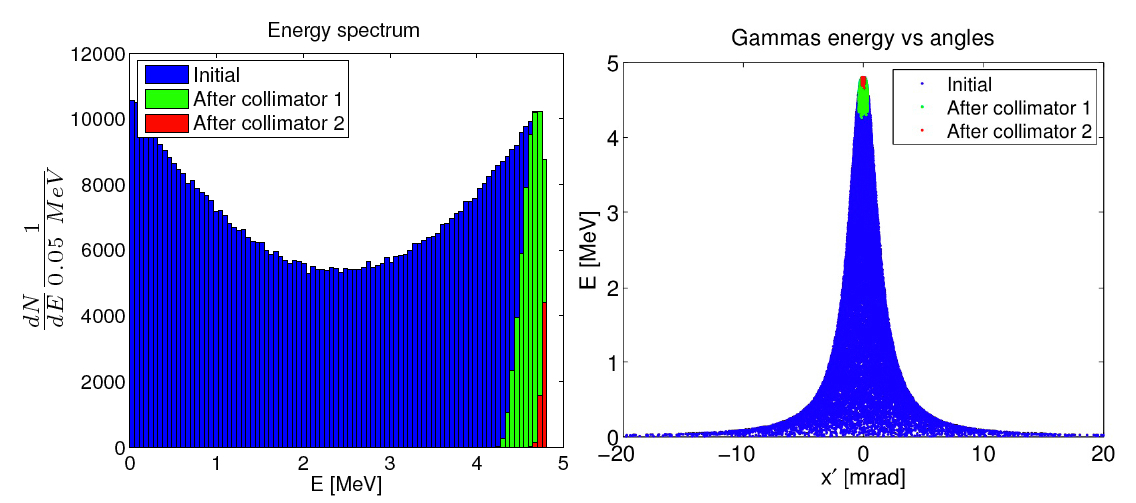 Energy spectrum
12000
10000
8000
6000
4000
2000
0
dN/dE 1/0.05 MeV
Initial
After collimator 1
After collimator 2
0 1 2 3 4 5
E [MeV]
Gammas energy vs angles
5
4
3
2
1
0
E [MeV]
Initial
After collimator 1
After collimator 2
−20 −10 0 10 20
x′ [mrad]